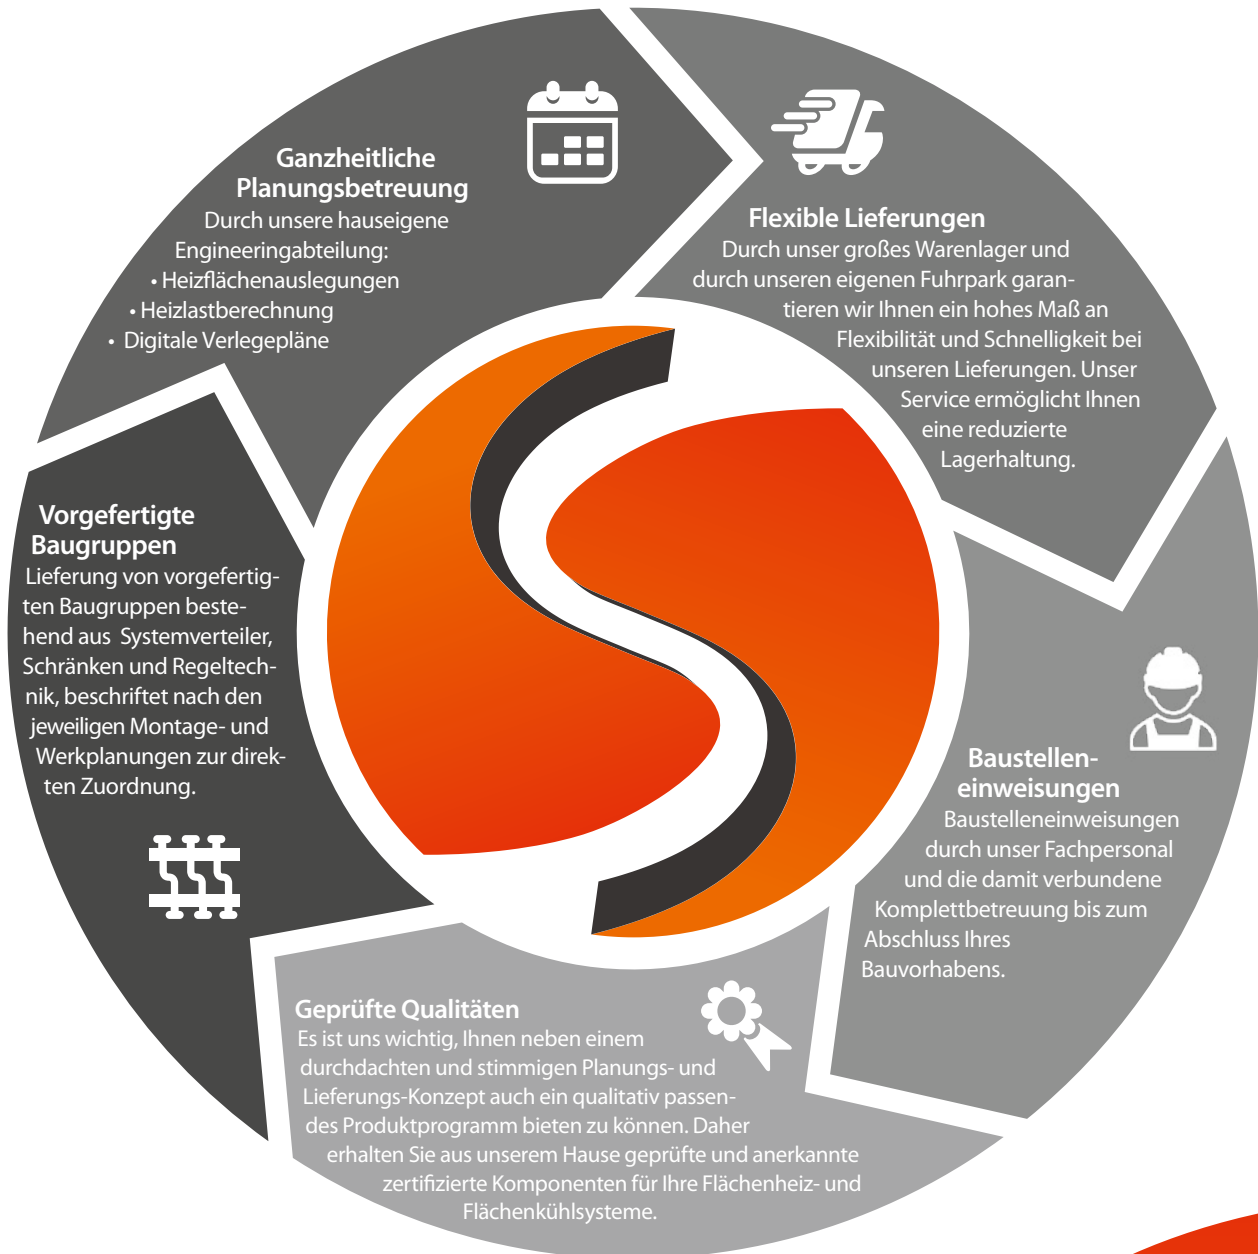 Ganzheitliche
Planungsbetreuung
Durch unsere hauseigene
Engineeringabteilung:
• Heizflächenauslegungen
• Heizlastberechnung
• Digitale Verlegepläne
Flexible Lieferungen
Durch unser großes Warenlager und
durch unseren eigenen Fuhrpark garan-
tieren wir Ihnen ein hohes Maß an
Flexibilität und Schnelligkeit bei
unseren Lieferungen. Unser
Service ermöglicht Ihnen
eine reduzierte
Lagerhaltung.
Baustellen-
einweisungen
Baustelleneinweisungen
durch unser Fachpersonal
und die damit verbundene
Komplettbetreuung bis zum
Abschluss Ihres
Bauvorhabens.
Geprüfte Qualitäten
Es ist uns wichtig, Ihnen neben einem
durchdachten und stimmigen Planungs- und
Lieferungs-Konzept auch ein qualitativ passen-
des Produktprogramm bieten zu können. Daher
erhalten Sie aus unserem Hause geprüfte und anerkannte
zertifizierte Komponenten für Ihre Flächenheiz- und
Flächenkühlsysteme.
Vorgefertigte
Baugruppen
Lieferung von vorgefertig-
ten Baugruppen beste-
hend aus Systemverteiler,
Schränken und Regeltech-
nik, beschriftet nach den
jeweiligen Montage- und
Werkplanungen zur direk-
ten Zuordnung.